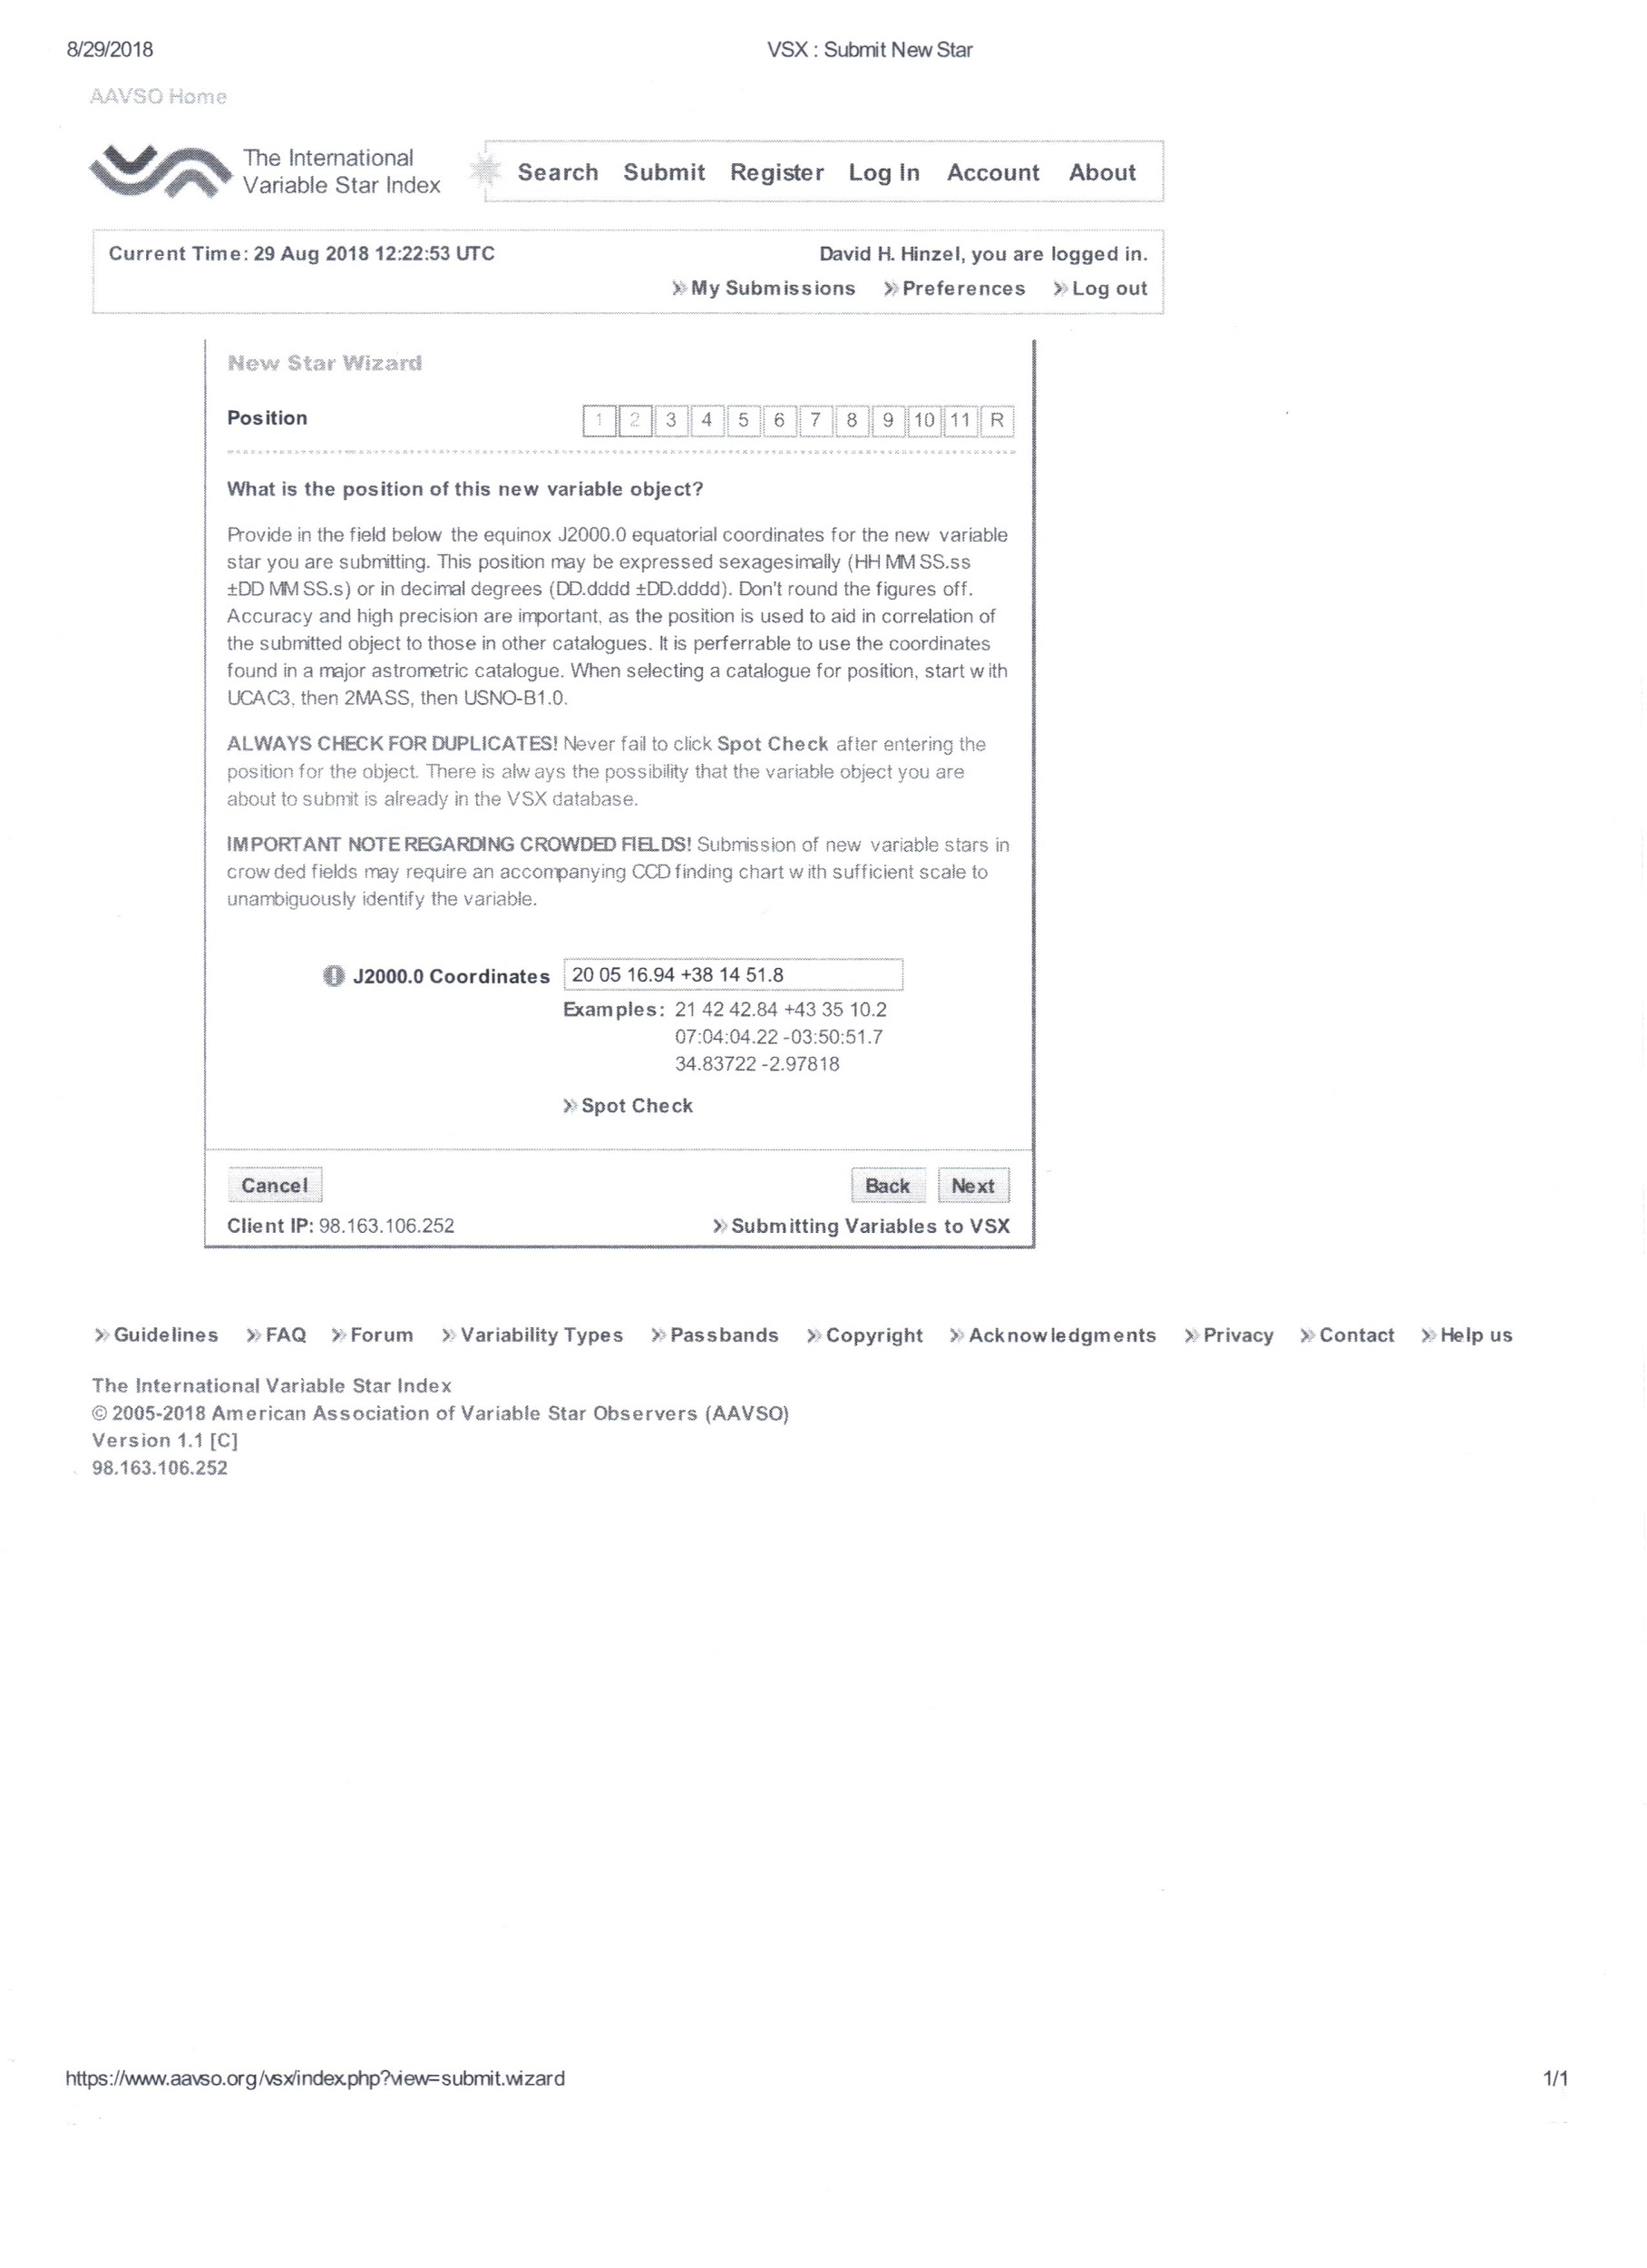 8/29/2018 VSX : Submit New Star
AAVSO Home
The International
Variable Star Index
Search Submit Register Log In Account About
Current Time: 29 Aug 2018 12:22:53 UTC David H. Hinzel, you are logged in.
» My Submissions » Preferences » Log out
New Star Wizard
Position 1 2 3 4 5 6 7 8 9 10 11 R
What is the position of this new variable object?
Provide in the field below the equinox J2000.0 equatorial coordinates for the new variable
star you are submitting. This position may be expressed sexagesimally (HH MM SS.ss
±DD MM SS.s) or in decimal degrees (DD.dddd ±DD.dddd). Don't round the figures off.
Accuracy and high precision are important, as the position is used to aid in correlation of
the submitted object to those in other catalogues. It is perferrable to use the coordinates
found in a major astrometric catalogue. When selecting a catalogue for position, start with
UCAC3, then 2MASS, then USNO-B1.0.
ALWAYS CHECK FOR DUPLICATES! Never fail to click Spot Check after entering the
position for the object. There is always the possibility that the variable object you are
about to submit is already in the VSX database.
IMPORTANT NOTE REGARDING CROWDED FIELDS! Submission of new variable stars in
crowded fields may require an accompanying CCD finding chart with sufficient scale to
unambiguously identify the variable.
J2000.0 Coordinates 20 05 16.94 +38 14 51.8
Examples: 21 42 42.84 +43 35 10.2
07:04:04.22 -03:50:51.7
34.83722 -2.97818
» Spot Check
Cancel Back Next
Client IP: 98.163.106.252 » Submitting Variables to VSX
» Guidelines » FAQ » Forum » Variability Types » Passbands » Copyright » Acknowledgments » Privacy » Contact » Help us
The International Variable Star Index
© 2005-2018 American Association of Variable Star Observers (AAVSO)
Version 1.1 [C]
98.163.106.252
https://www.aavso.org/vsx/index.php?view=submit.wizard 1/1